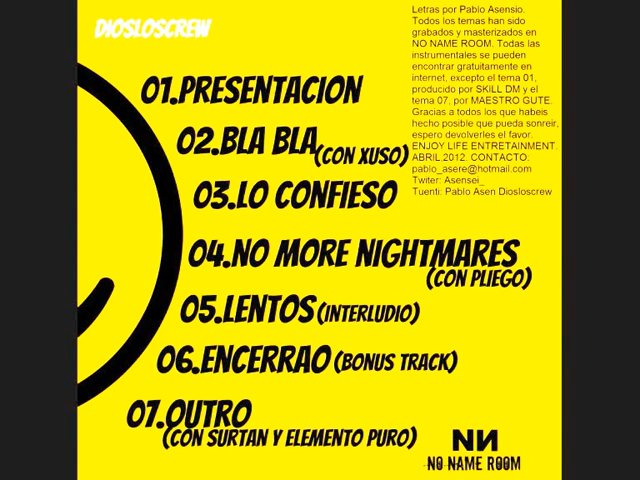 DIOSLOSCREW
Letras por Pablo Asensio.
Todos los temas han sido
grabados y masterizados en
NO NAME ROOM. Todas las
instrumentales se pueden
encontrar gratuitamente en
internet, excepto el tema 01,
producido por SKILL DM y el
tema 07, por MAESTRO GUTE.
Gracias a todos los que habeis
hecho posible que pueda sonreir,
espero devolverles el favor.
ENJOY LIFE ENTRETAINMENT.
ABRIL 2012. CONTACTO:
pablo_asere@hotmail.com
Twiter: Asensei_
Tuenti: Pablo Asen Diosloscrew
01.PRESENTACION
02.BLA BLA
(CON XUSO)
03.LO CONFIESO
04.NO MORE NIGHTMARES
(CON PLIEGO)
05.LENTOS (INTERLUDIO)
06.ENCERRAO (BONUS TRACK)
07.OUTRO
(CON SURTAN Y ELEMENTO PURO)
NN
NO NAME ROOM